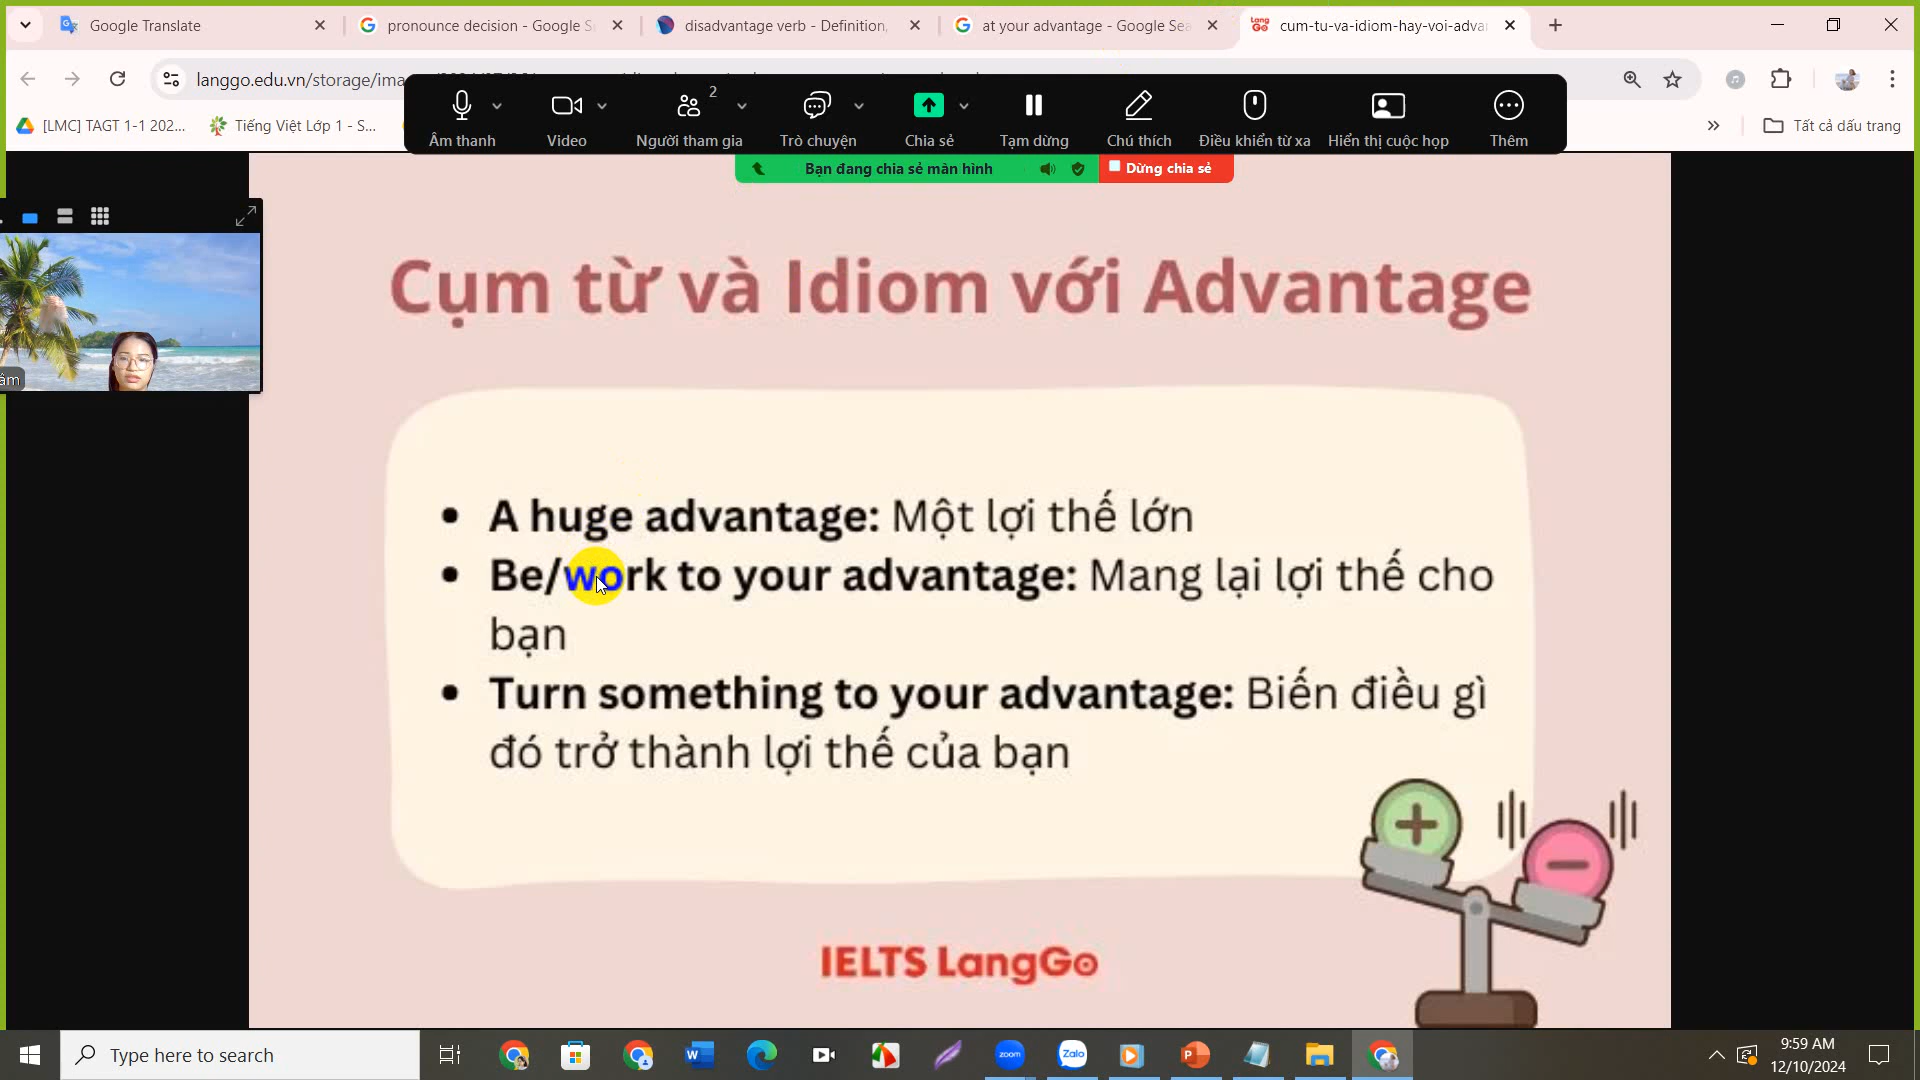 Google Translate
pronounce decision - Google S
disadvantage verb - Definition,
at your advantage - Google Sea
cum-tu-va-idiom-hay-voi-adva
langgo.edu.vn/storage/ima
[LMC] TAGT 1-1 202...
Tiếng Việt Lớp 1 - S...
Tất cả dấu trang
Âm thanh
Video
2
Người tham gia
Trò chuyện
Chia sẻ
Tạm dừng
Chú thích
Điều khiển từ xa
Hiển thị cuộc họp
Thêm
Bạn đang chia sẻ màn hình
Dừng chia sẻ
Cụm từ và Idiom với Advantage
• A huge advantage: Một lợi thế lớn
• Be/work to your advantage: Mang lại lợi thế cho
bạn
• Turn something to your advantage: Biến điều gì
đó trở thành lợi thế của bạn
IELTS LangGo
Type here to search
zoom
Zalo
9:59 AM
12/10/2024